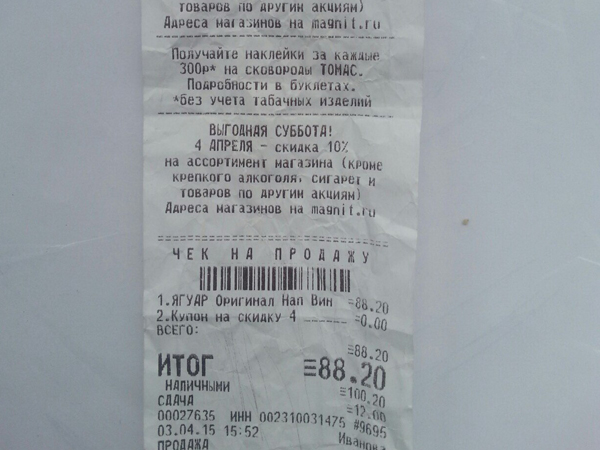 товаров по другим акциям)
Адреса магазинов на magnit.ru
Получайте наклейки за каждые
300р* на сковороды ТОМАС.
Подробности в буклетах.
*без учета табачных изделий
ВЫГОДНАЯ СУББОТА!
4 АПРЕЛЯ - скидка 10%
на ассортимент магазина (кроме
крепкого алкоголя, сигарет и
товаров по другим акциям)
Адреса магазинов на magnit.ru
ЧЕК НА ПРОДАЖУ
1.ЯГУАР Оригинал Нап Вин =88.20
2.Купон на скидку 4 ______ =0.00
ВСЕГО:
=88.20
ИТОГ =88.20
НАЛИЧНЫМИ =100.20
СДАЧА =12.00
00027635 ИНН 002310031475 #9695
03.04.15 15:52 Иванова
ПРОДАЖА